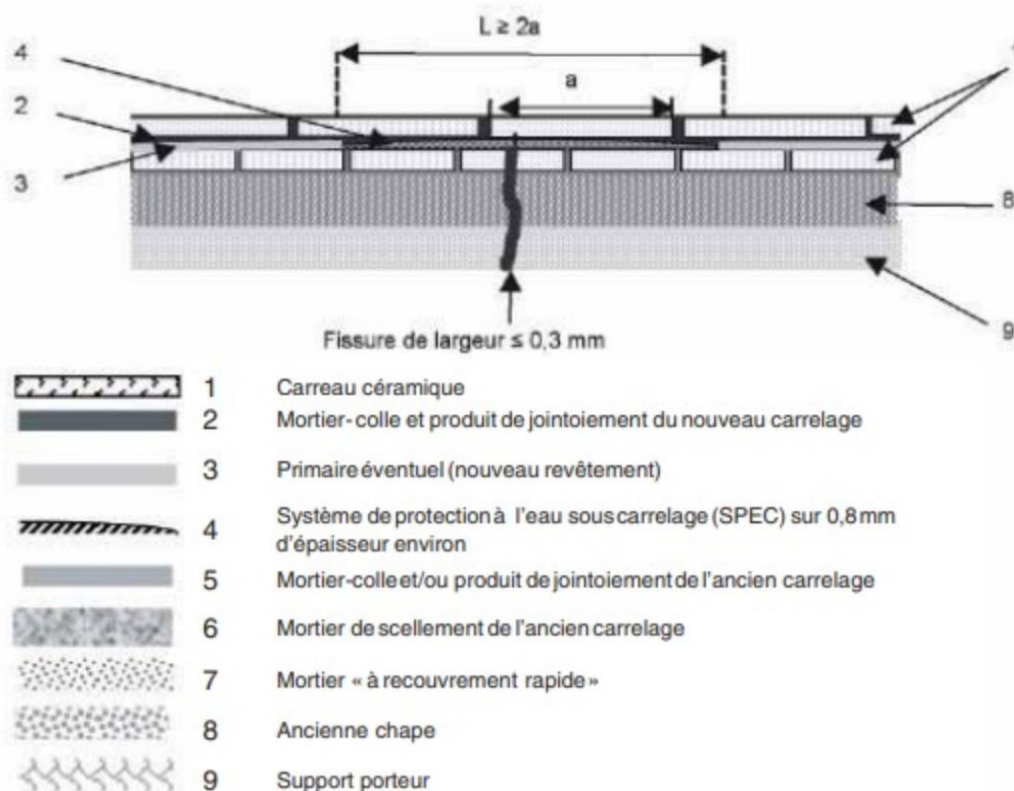 L ≥ 2a
4
a
2
3
8
9
Fissure de largeur ≤ 0,3 mm
1 Carreau céramique
2 Mortier-colle et produit de jointoiement du nouveau carrelage
3 Primaire éventuel (nouveau revêtement)
4 Système de protection à l'eau sous carrelage (SPEC) sur 0,8 mm
d'épaisseur environ
5 Mortier-colle et/ou produit de jointoiement de l'ancien carrelage
6 Mortier de scellement de l'ancien carrelage
7 Mortier « à recouvrement rapide »
8 Ancienne chape
9 Support porteur